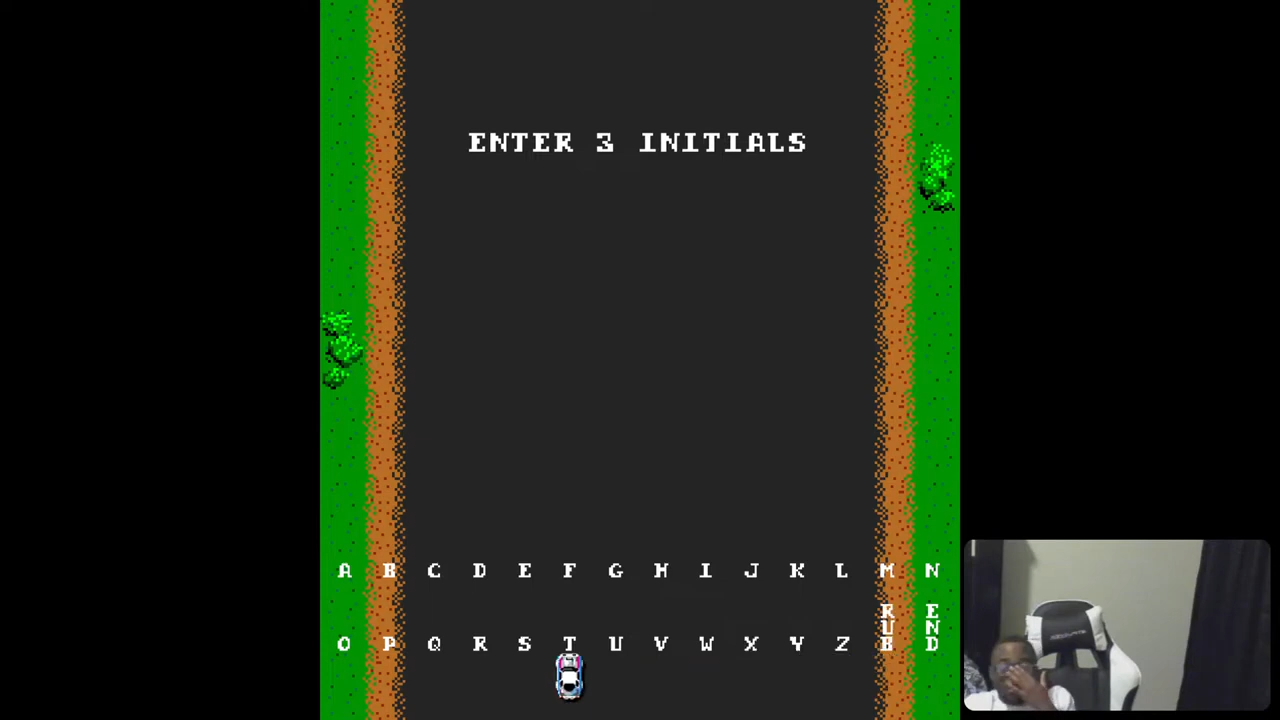 ENTER 3 INITIALS
A B C D E F G H I J K L M N
O P Q R S T U V W X Y Z RUB END